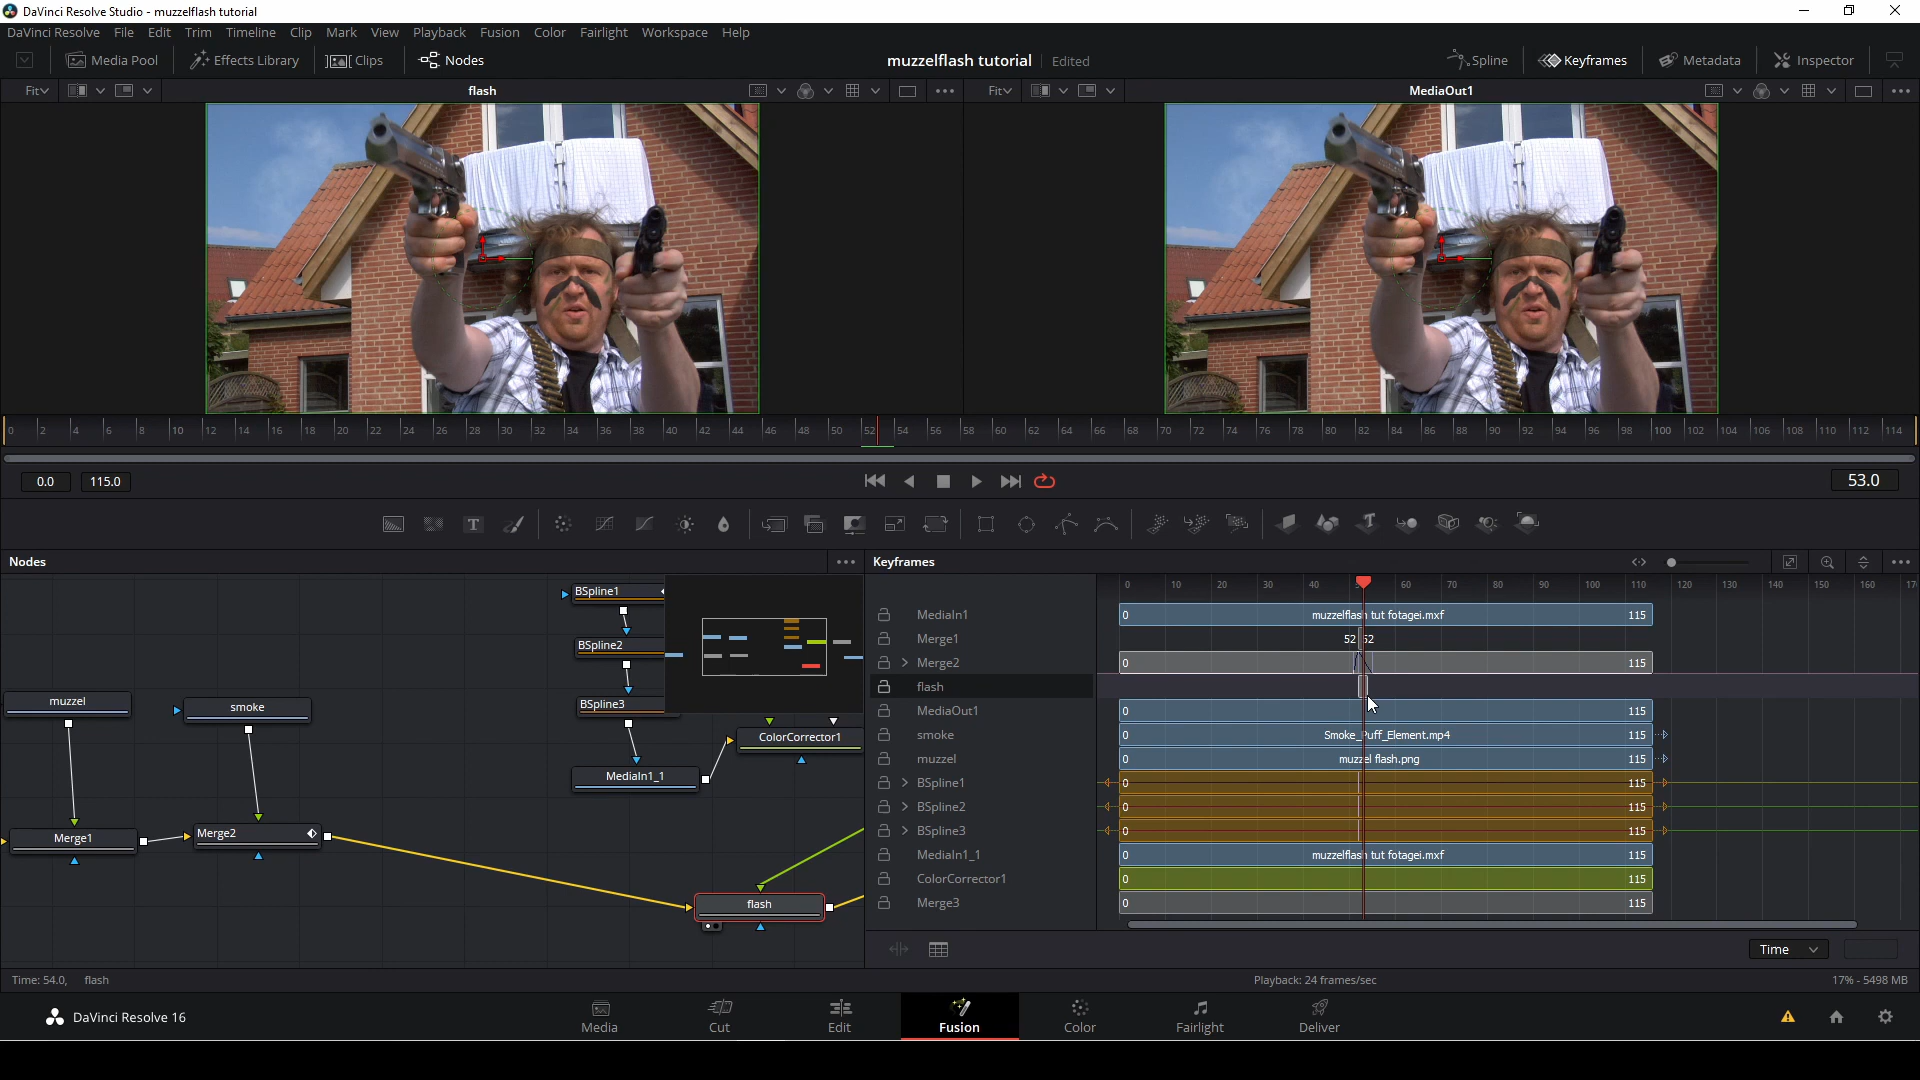 DaVinci Resolve Studio - muzzelflash tutorial
DaVinci Resolve File Edit Trim Timeline Clip Mark View Playback Fusion Color Fairlight Workspace Help
Media Pool Effects Library Clips Nodes muzzelflash tutorial Edited Spline Keyframes Metadata Inspector
Fit flash Fit MediaOut1
0 2 4 6 8 10 12 14 16 18 20 22 24 26 28 30 32 34 36 38 40 42 44 46 48 50 52 54 56 58 60 62 64 66 68 70 72 74 76 78 80 82 84 86 88 90 92 94 96 98 100 102 104 106 108 110 112 114
0.0 115.0 53.0
Nodes
BSpline1
BSpline2
muzzel
smoke
BSpline3
ColorCorrector1
MediaIn1_1
Merge1
Merge2
flash
Keyframes
0 10 20 30 40 60 70 80 90 100 110 120 130 140 150 160
MediaIn1 0 muzzelflash tut fotagei.mxf 115
Merge1 52 52
Merge2 0 115
flash
MediaOut1 0 115
smoke 0 Smoke_Puff_Element.mp4 115
muzzel 0 muzzel flash.png 115
BSpline1 0 115
BSpline2 0 115
BSpline3 0 115
MediaIn1_1 0 muzzelflash tut fotagei.mxf 115
ColorCorrector1 0 115
Merge3 0 115
Time
Time: 54.0, flash Playback: 24 frames/sec 17% - 5498 MB
DaVinci Resolve 16 Media Cut Edit Fusion Color Fairlight Deliver